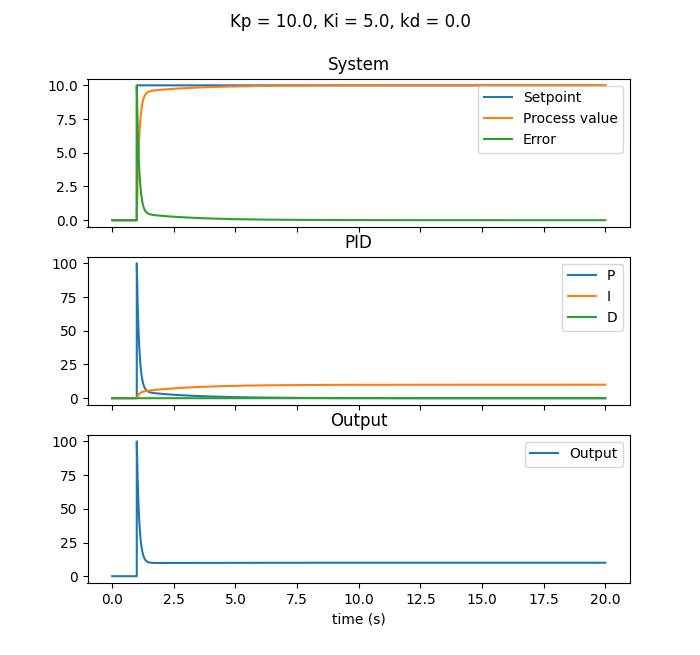 Kp = 10.0, Ki = 5.0, kd = 0.0
System
10.0
7.5
5.0
2.5
0.0
Setpoint
Process value
Error
PID
100
75
50
25
0
P
I
D
Output
100
75
50
25
0
Output
0.0 2.5 5.0 7.5 10.0 12.5 15.0 17.5 20.0
time (s)